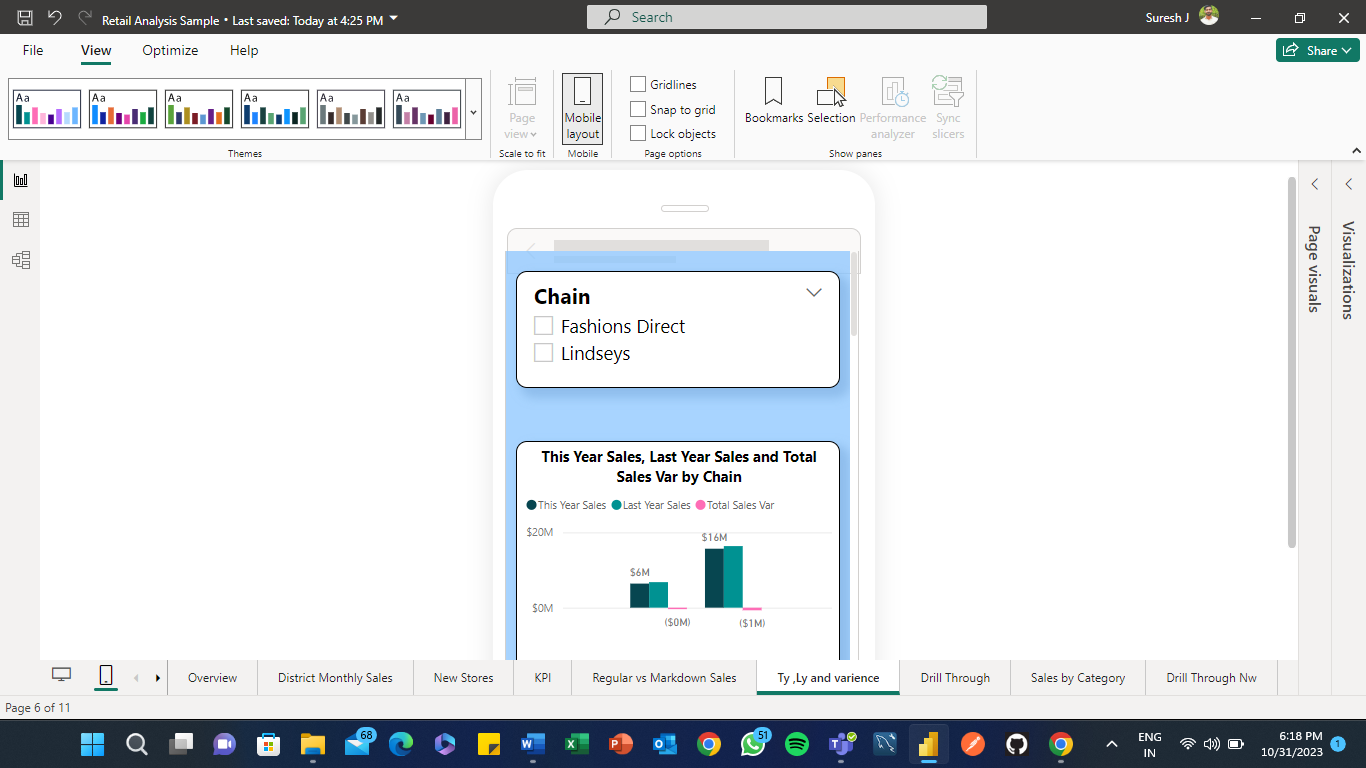 Retail Analysis Sample • Last saved: Today at 4:25 PM
Search
Suresh J
File View Optimize Help
Share
Aa Aa Aa Aa Aa Aa
Themes
Page view
Scale to fit
Mobile layout
Mobile
Gridlines
Snap to grid
Lock objects
Page options
Bookmarks
Selection
Performance analyzer
Sync slicers
Show panes
Page visuals
Visualizations
Chain
Fashions Direct
Lindseys
This Year Sales, Last Year Sales and Total
Sales Var by Chain
This Year Sales Last Year Sales Total Sales Var
$20M
$16M
$6M
$0M
($0M)
($1M)
Overview District Monthly Sales New Stores KPI Regular vs Markdown Sales Ty ,Ly and varience Drill Through Sales by Category Drill Through Nw
Page 6 of 11
68
51
ENG
IN
6:18 PM
10/31/2023
1